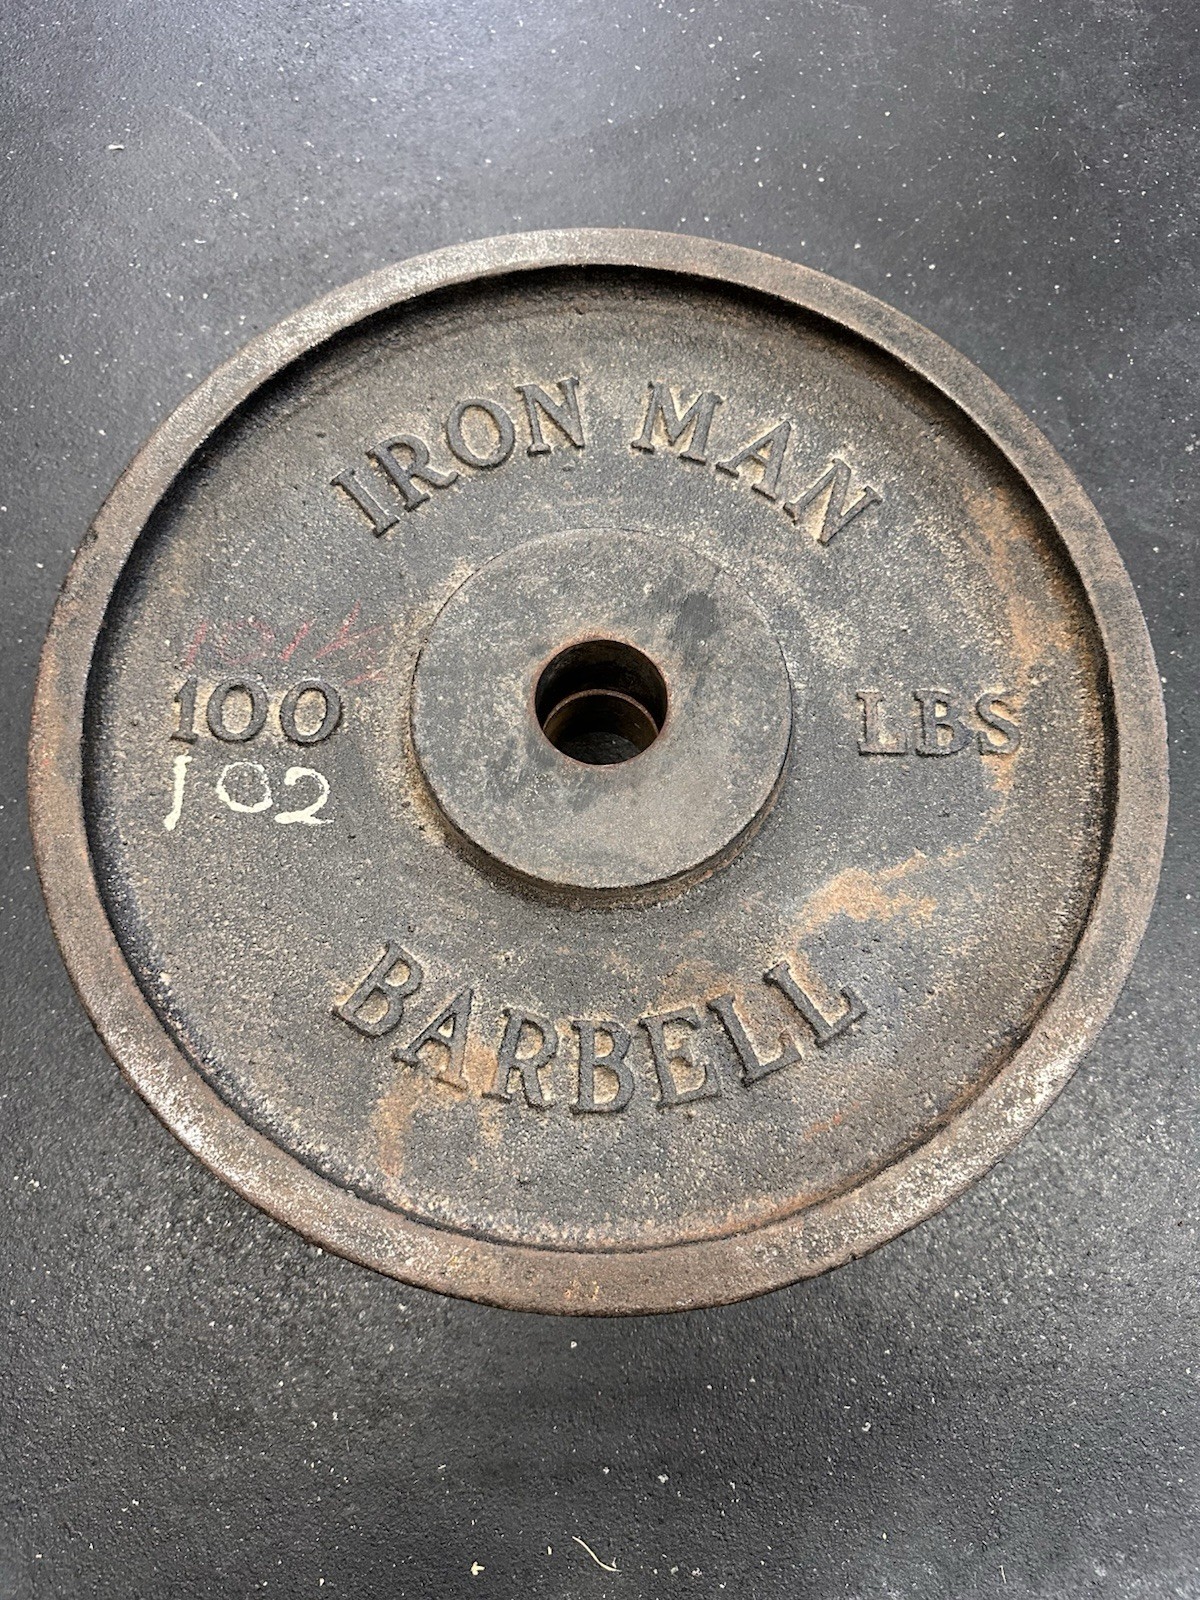 IRON MAN
100 LBS
102
BARBELL